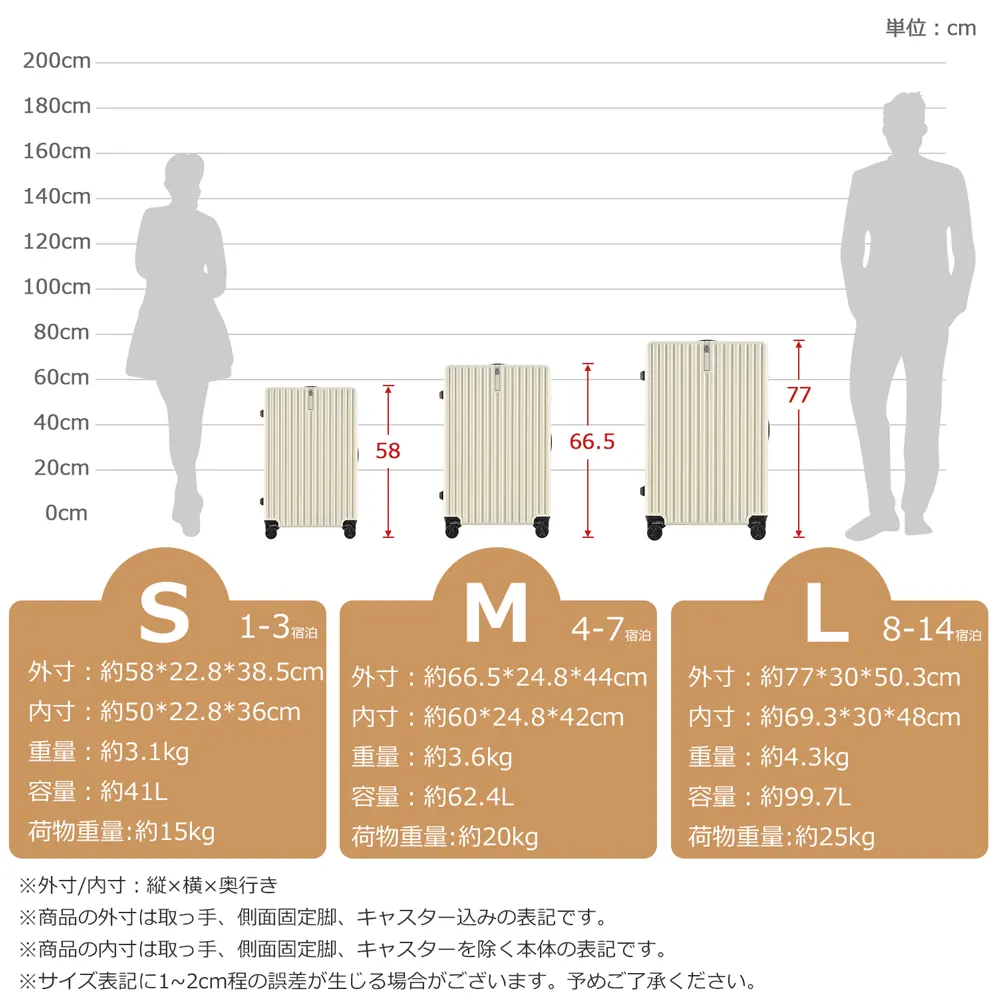 単位：cm
200cm
180cm
160cm
140cm
120cm
100cm
80cm
60cm
40cm
20cm
0cm
58
66.5
77
S
1-3宿泊
外寸：約58*22.8*38.5cm
内寸：約50*22.8*36cm
重量：約3.1kg
容量：約41L
荷物重量:約15kg
M
4-7宿泊
外寸：約66.5*24.8*44cm
内寸：約60*24.8*42cm
重量：約3.6kg
容量：約62.4L
荷物重量:約20kg
L
8-14宿泊
外寸：約77*30*50.3cm
内寸：約69.3*30*48cm
重量：約4.3kg
容量：約99.7L
荷物重量:約25kg
※外寸/内寸：縦×横×奥行き
※商品の外寸は取っ手、側面固定脚、キャスター込みの表記です。
※商品の内寸は取っ手、側面固定脚、キャスターを除く本体の表記です。
※サイズ表記に1~2cm程の誤差が生じる場合がございます。予めご了承ください。